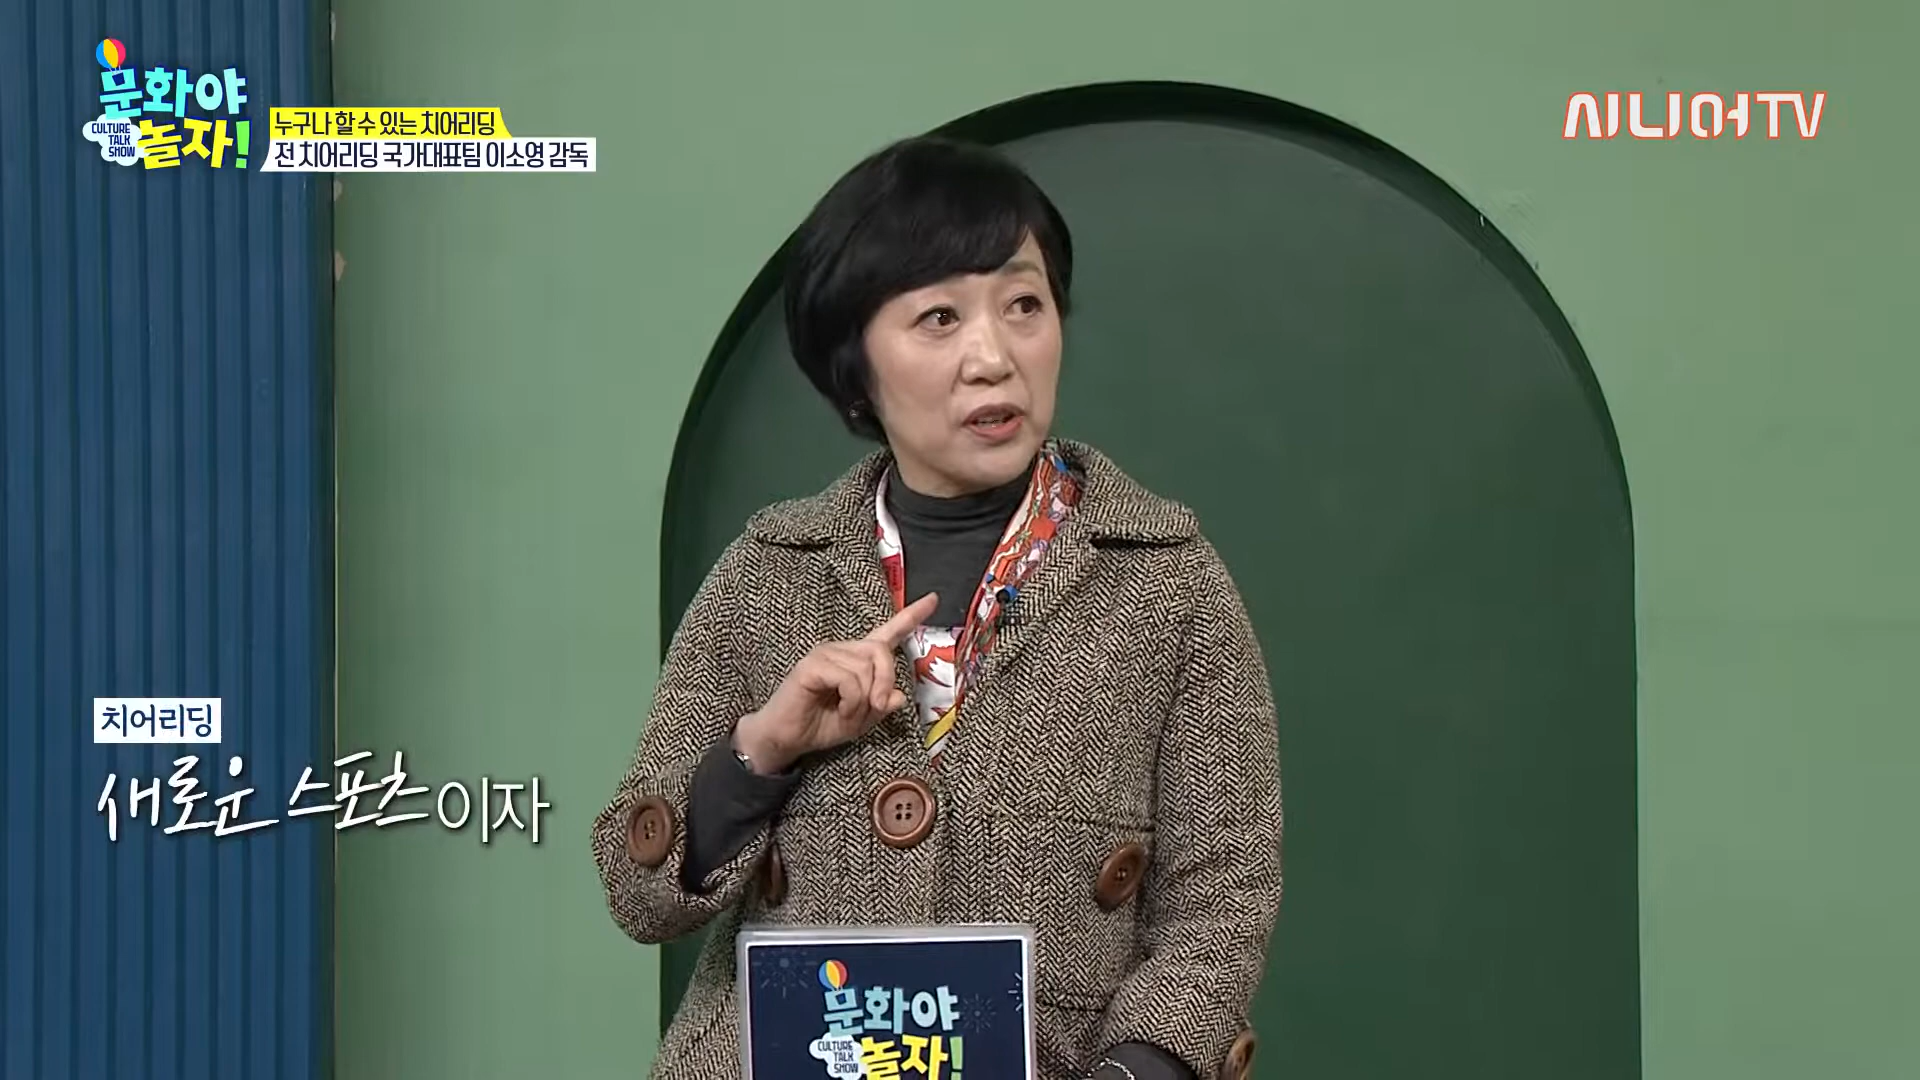 문화야
놀자!
CULTURE
TALK
SHOW
누구나 할 수 있는 치어리딩
전 치어리딩 국가대표팀 이소영 감독
시니어TV
치어리딩
새로운 스포츠이자
문화야
놀자!
CULTURE
TALK
SHOW